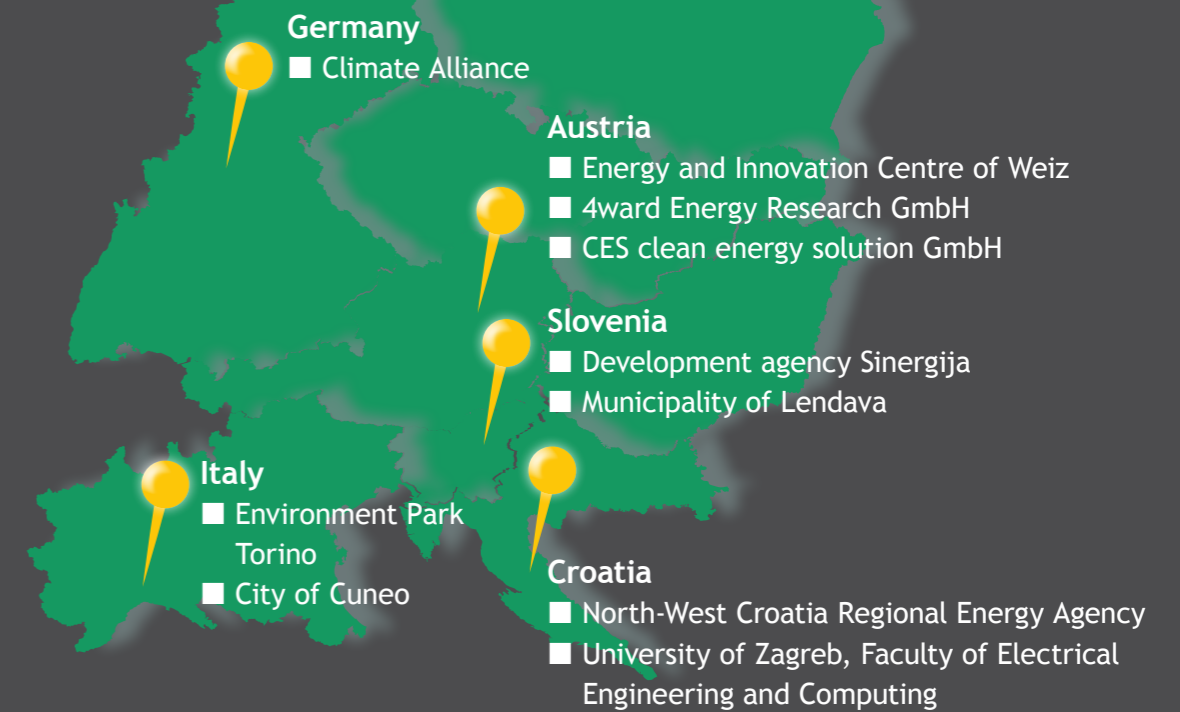 Germany
■ Climate Alliance
Austria
■ Energy and Innovation Centre of Weiz
■ 4ward Energy Research GmbH
■ CES clean energy solution GmbH
Slovenia
■ Development agency Sinergija
■ Municipality of Lendava
Italy
■ Environment Park
Torino
■ City of Cuneo
Croatia
■ North-West Croatia Regional Energy Agency
■ University of Zagreb, Faculty of Electrical
Engineering and Computing